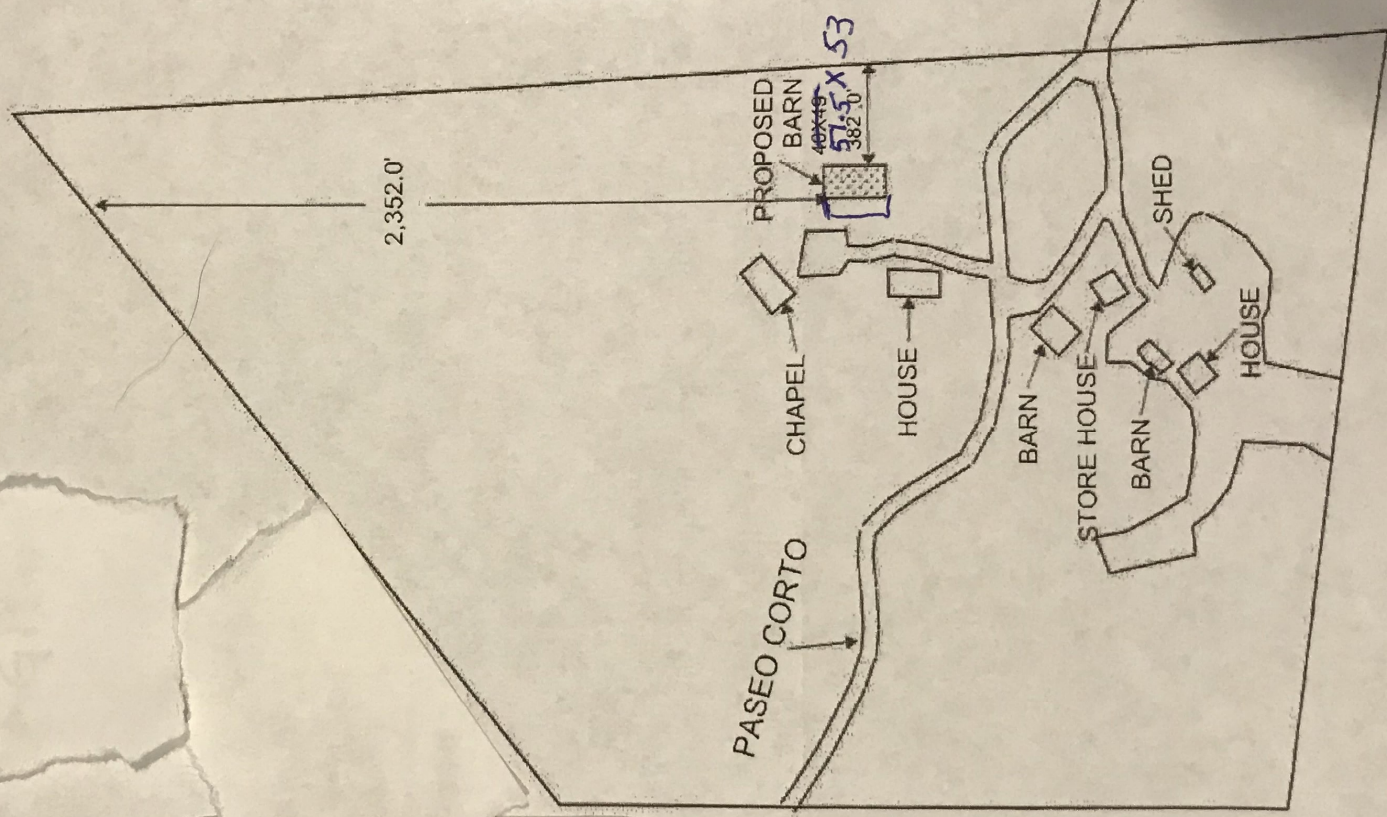 2,352.0'
PROPOSED
BARN
40X49
57.5 X 53
382.0'
CHAPEL
HOUSE
BARN
STORE HOUSE
BARN
SHED
HOUSE
PASEO CORTO